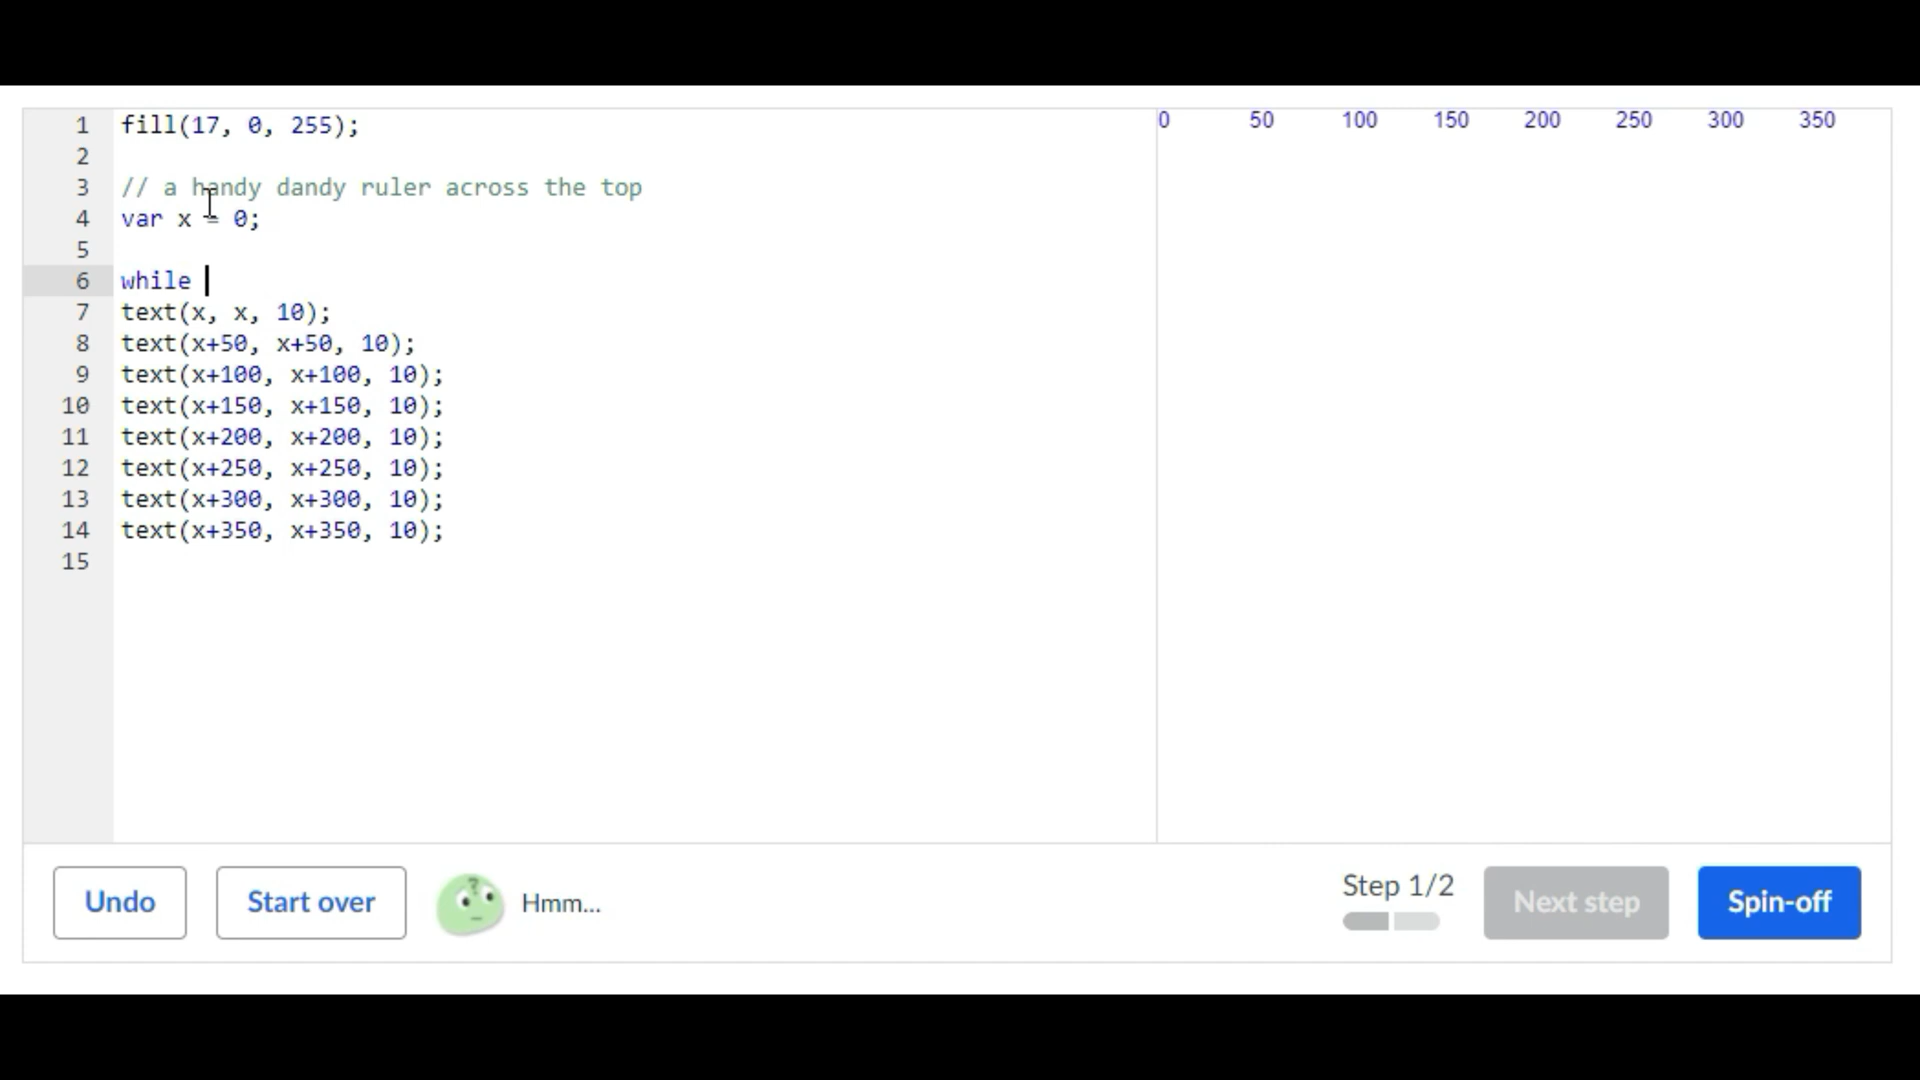 1 fill(17, 0, 255);
2
3 // a handy dandy ruler across the top
4 var x = 0;
5
6 while
7 text(x, x, 10);
8 text(x+50, x+50, 10);
9 text(x+100, x+100, 10);
10 text(x+150, x+150, 10);
11 text(x+200, x+200, 10);
12 text(x+250, x+250, 10);
13 text(x+300, x+300, 10);
14 text(x+350, x+350, 10);
15
0 50 100 150 200 250 300 350
Undo
Start over
Hmm...
Step 1/2
Next step
Spin-off